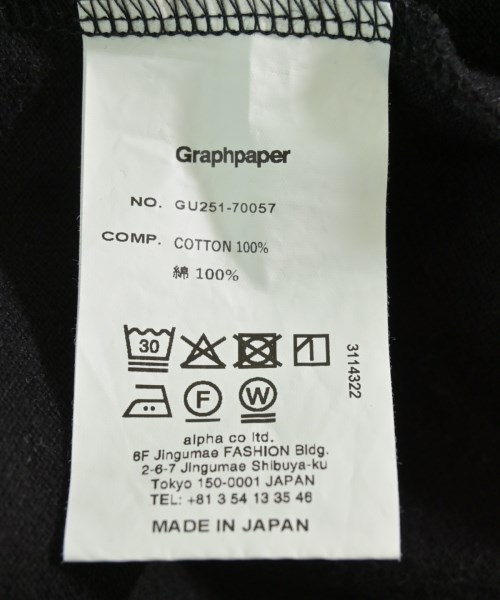 Graphpaper
NO. GU251-70057
COMP. COTTON 100%
綿 100%
30
F W
3114322
alpha co ltd.
6F Jingumae FASHION Bldg.
2-6-7 Jingumae Shibuya-ku
Tokyo 150-0001 JAPAN
TEL: +81 3 54 13 35 46
MADE IN JAPAN